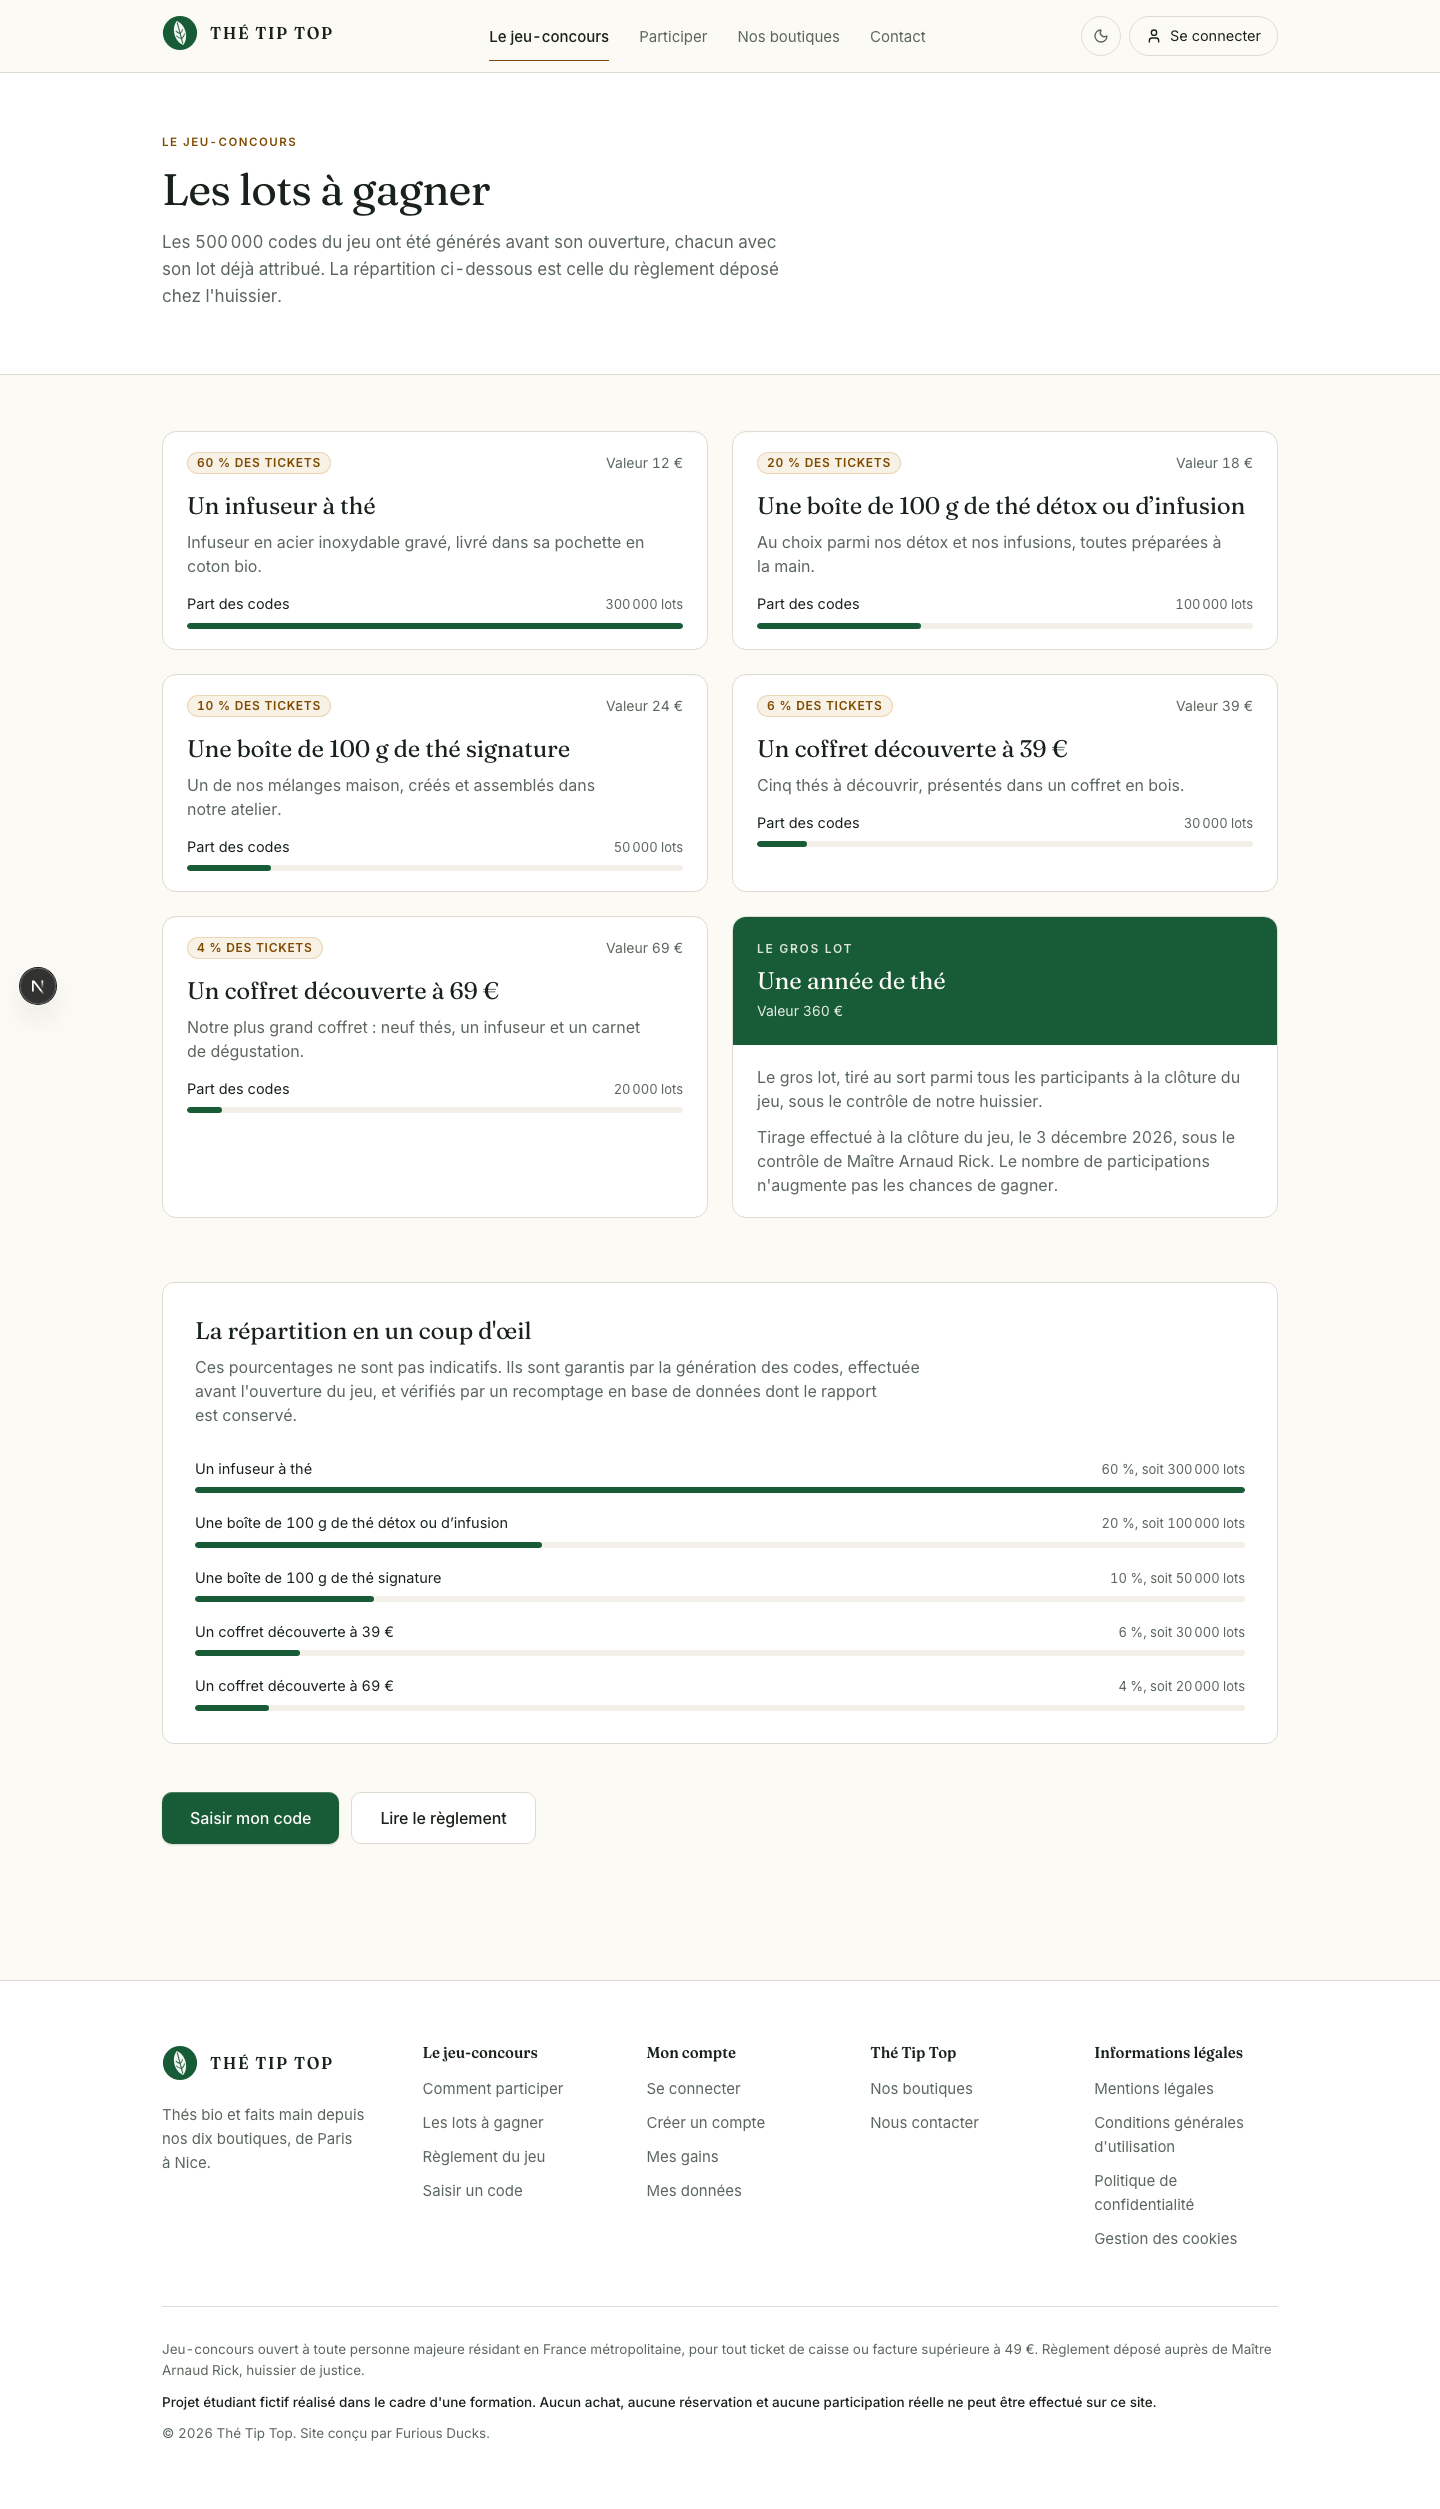 THÉ TIP TOP
Le jeu-concours
Participer
Nos boutiques
Contact
Se connecter
LE JEU-CONCOURS
Les lots à gagner
Les 500 000 codes du jeu ont été générés avant son ouverture, chacun avec
son lot déjà attribué. La répartition ci-dessous est celle du règlement déposé
chez l'huissier.
60 % DES TICKETS
Valeur 12 €
Un infuseur à thé
Infuseur en acier inoxydable gravé, livré dans sa pochette en
coton bio.
Part des codes
300 000 lots
20 % DES TICKETS
Valeur 18 €
Une boîte de 100 g de thé détox ou d’infusion
Au choix parmi nos détox et nos infusions, toutes préparées à
la main.
Part des codes
100 000 lots
10 % DES TICKETS
Valeur 24 €
Une boîte de 100 g de thé signature
Un de nos mélanges maison, créés et assemblés dans
notre atelier.
Part des codes
50 000 lots
6 % DES TICKETS
Valeur 39 €
Un coffret découverte à 39 €
Cinq thés à découvrir, présentés dans un coffret en bois.
Part des codes
30 000 lots
4 % DES TICKETS
Valeur 69 €
Un coffret découverte à 69 €
Notre plus grand coffret : neuf thés, un infuseur et un carnet
de dégustation.
Part des codes
20 000 lots
LE GROS LOT
Une année de thé
Valeur 360 €
Le gros lot, tiré au sort parmi tous les participants à la clôture du
jeu, sous le contrôle de notre huissier.
Tirage effectué à la clôture du jeu, le 3 décembre 2026, sous le
contrôle de Maître Arnaud Rick. Le nombre de participations
n'augmente pas les chances de gagner.
N
La répartition en un coup d'œil
Ces pourcentages ne sont pas indicatifs. Ils sont garantis par la génération des codes, effectuée
avant l'ouverture du jeu, et vérifiés par un recomptage en base de données dont le rapport
est conservé.
Un infuseur à thé
60 %, soit 300 000 lots
Une boîte de 100 g de thé détox ou d’infusion
20 %, soit 100 000 lots
Une boîte de 100 g de thé signature
10 %, soit 50 000 lots
Un coffret découverte à 39 €
6 %, soit 30 000 lots
Un coffret découverte à 69 €
4 %, soit 20 000 lots
Saisir mon code
Lire le règlement
THÉ TIP TOP
Thés bio et faits main depuis
nos dix boutiques, de Paris
à Nice.
Le jeu-concours
Comment participer
Les lots à gagner
Règlement du jeu
Saisir un code
Mon compte
Se connecter
Créer un compte
Mes gains
Mes données
Thé Tip Top
Nos boutiques
Nous contacter
Informations légales
Mentions légales
Conditions générales
d'utilisation
Politique de
confidentialité
Gestion des cookies
Jeu-concours ouvert à toute personne majeure résidant en France métropolitaine, pour tout ticket de caisse ou facture supérieure à 49 €. Règlement déposé auprès de Maître
Arnaud Rick, huissier de justice.
Projet étudiant fictif réalisé dans le cadre d'une formation. Aucun achat, aucune réservation et aucune participation réelle ne peut être effectué sur ce site.
© 2026 Thé Tip Top. Site conçu par Furious Ducks.